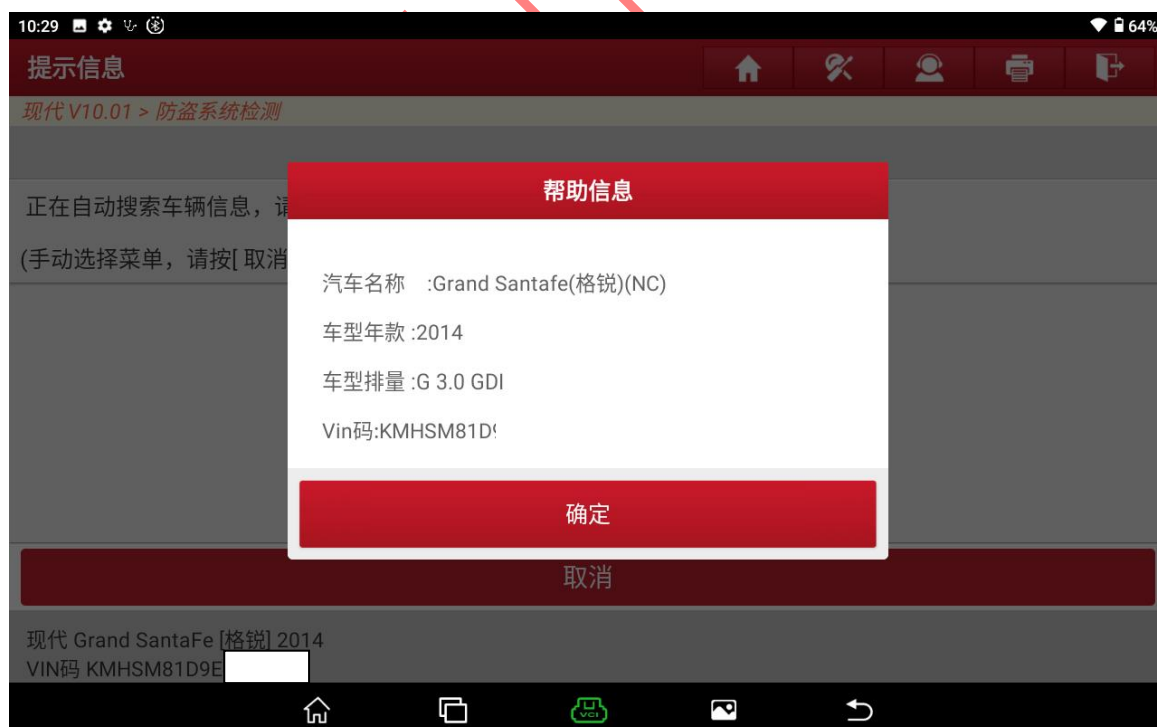 10:29
64%
提示信息
现代 V10.01 > 防盗系统检测
帮助信息
正在自动搜索车辆信息，请
(手动选择菜单，请按[ 取消
汽车名称 :Grand Santafe(格锐)(NC)
车型年款 :2014
车型排量 :G 3.0 GDI
Vin码:KMHSM81D9
确定
取消
现代 Grand SantaFe [格锐] 2014
VIN码 KMHSM81D9E
VCI